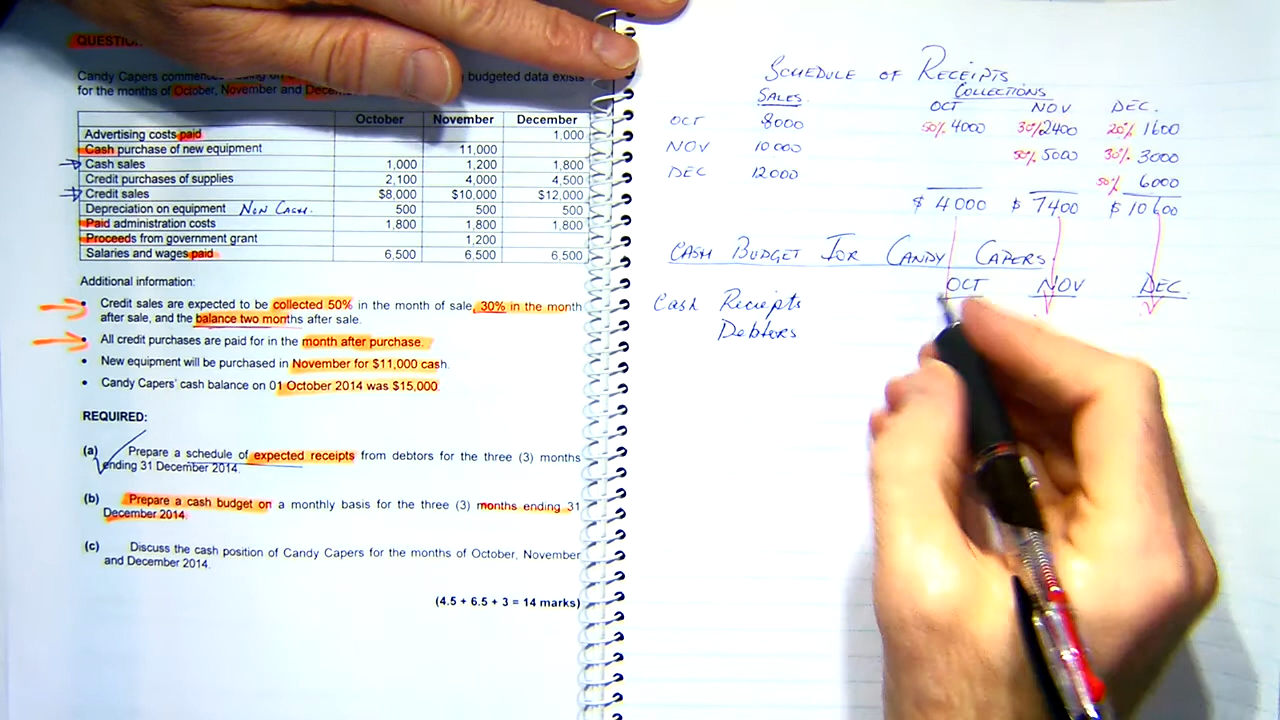 QUESTION
Candy Capers commenc budgeted data exists
for the months of October, November and Decem
October November December
Advertising costs paid 1,000
Cash purchase of new equipment 11,000
Cash sales 1,000 1,200 1,800
Credit purchases of supplies 2,100 4,000 4,500
Credit sales $8,000 $10,000 $12,000
Depreciation on equipment NON CASH. 500 500 500
Paid administration costs 1,800 1,800 1,800
Proceeds from government grant 1,200
Salaries and wages paid 6,500 6,500 6,500
Additional information:
• Credit sales are expected to be collected 50% in the month of sale, 30% in the month
after sale, and the balance two months after sale.
• All credit purchases are paid for in the month after purchase.
• New equipment will be purchased in November for $11,000 cash.
• Candy Capers' cash balance on 01 October 2014 was $15,000.
REQUIRED:
(a) Prepare a schedule of expected receipts from debtors for the three (3) months
ending 31 December 2014.
(b) Prepare a cash budget on a monthly basis for the three (3) months ending 31
December 2014.
(c) Discuss the cash position of Candy Capers for the months of October, November
and December 2014.
(4.5 + 6.5 + 3 = 14 marks)
SCHEDULE OF RECEIPTS
COLLECTIONS
SALES OCT NOV DEC.
OCT 8000 50% 4000 30% 2400 20% 1600
NOV 10000 50% 5000 30% 3000
DEC 12000 50% 6000
$ 4000 $ 7400 $ 10600
CASH BUDGET FOR CANDY CAPERS
OCT NOV DEC.
Cash Receipts
Debtors